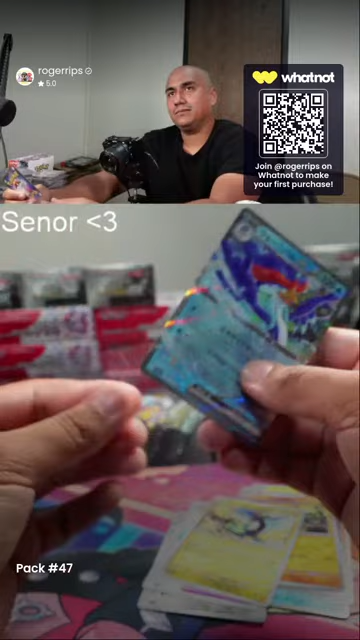 rogerrips
5.0
whatnot
Join @rogerrips on
Whatnot to make
your first purchase!
Senor <3
Pack #47